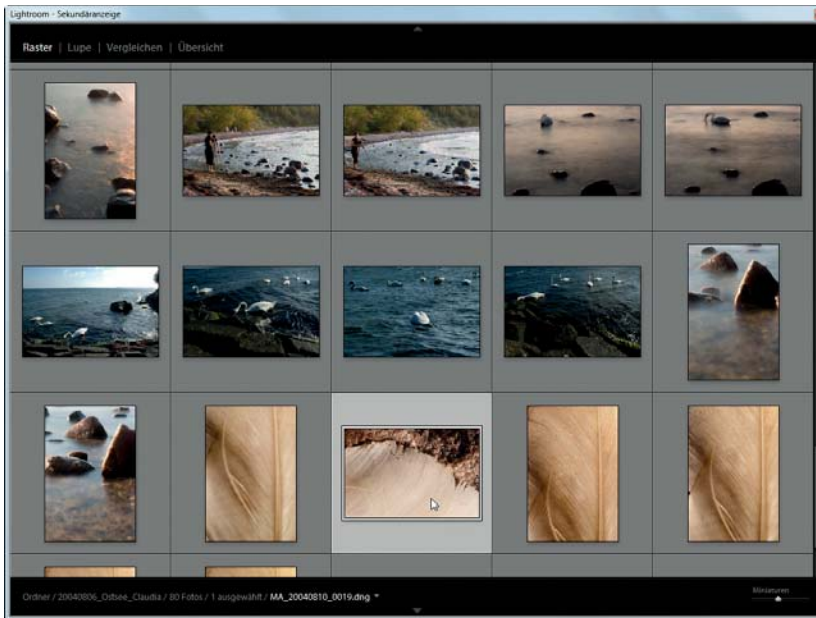 Lightroom - Sekundäranzeige
Raster | Lupe | Vergleichen | Übersicht
Ordner / 20040806_Ostsee_Claudia / 80 Fotos / 1 ausgewählt / MA_20040810_0019.dng
Miniaturen